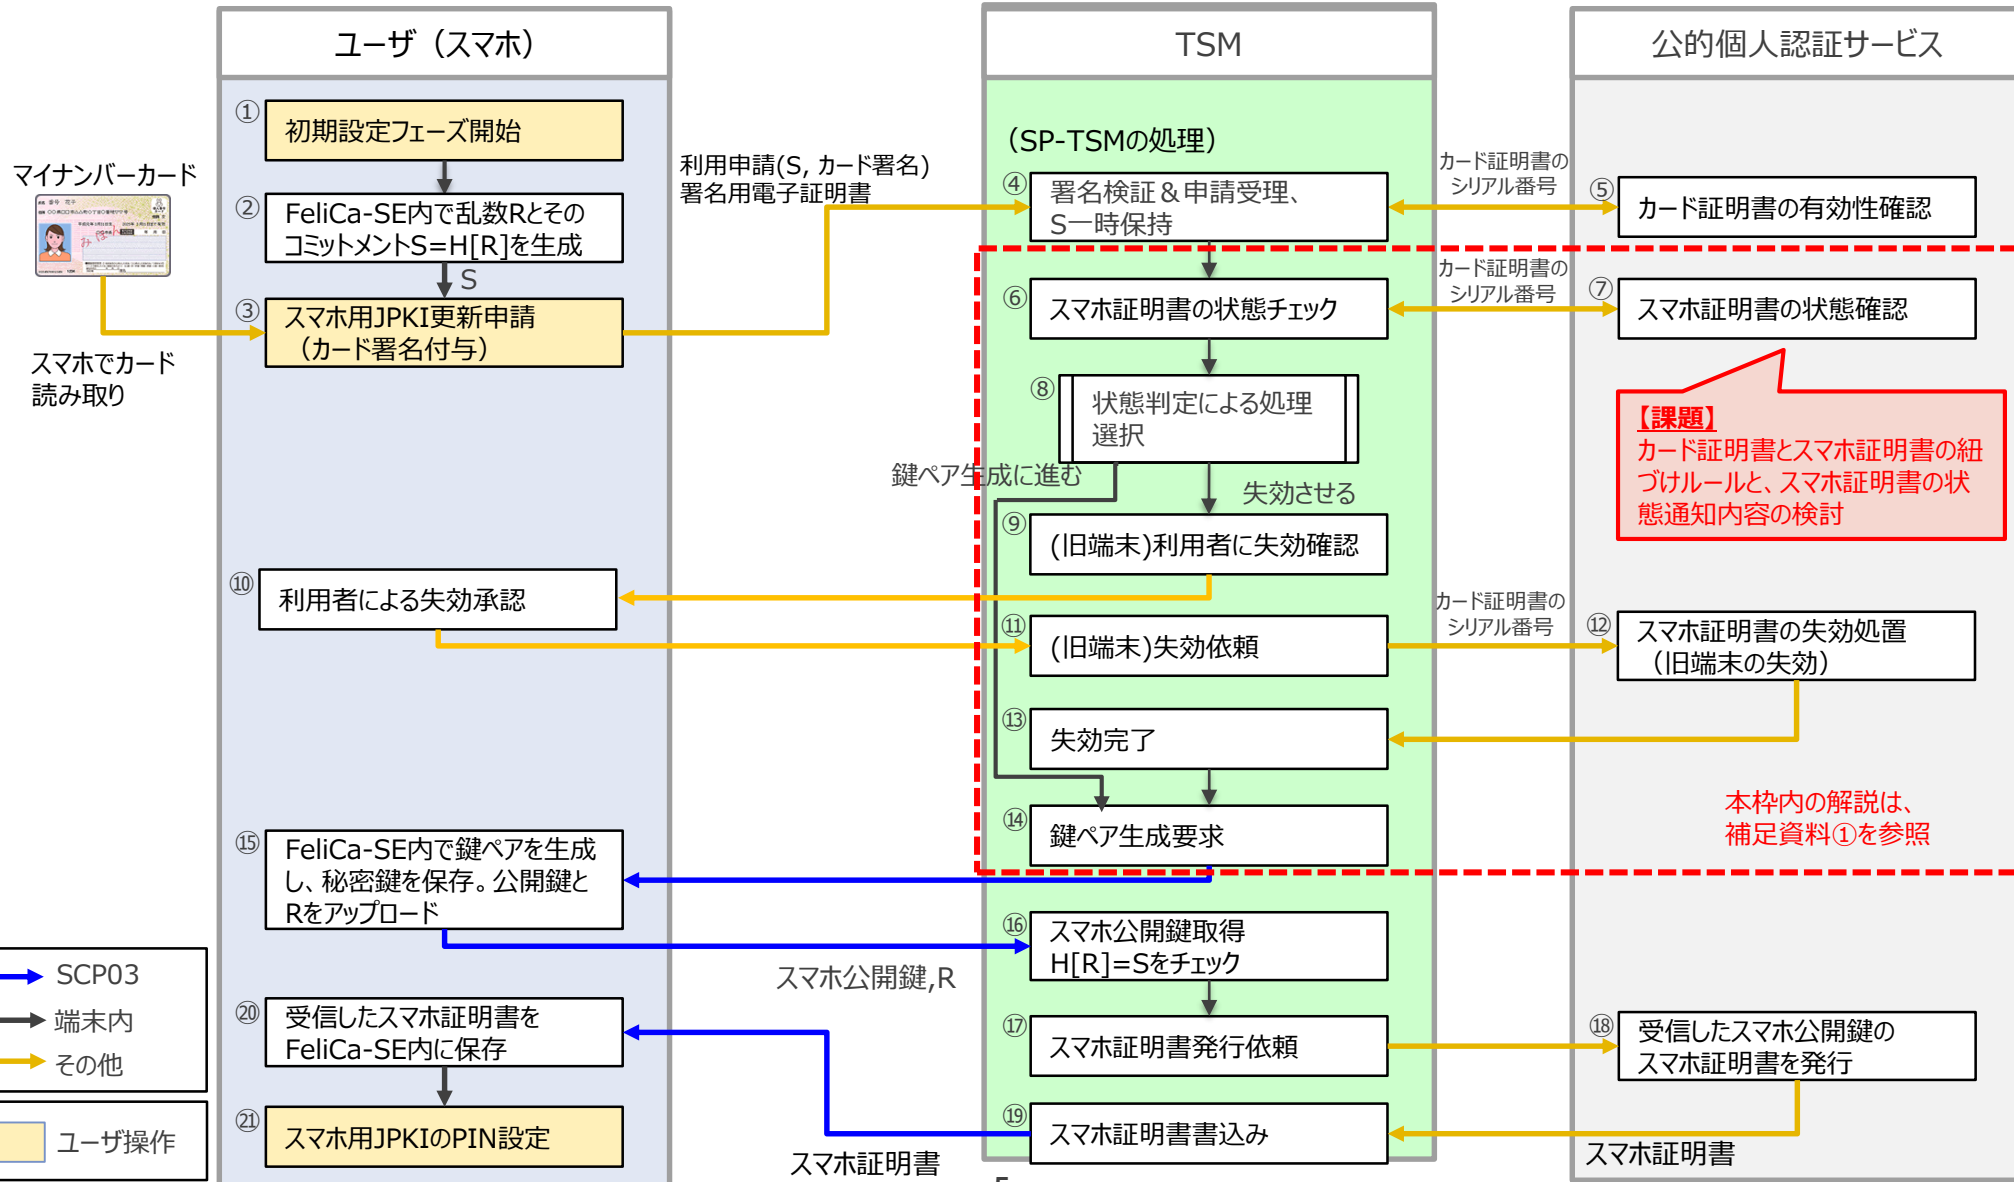 ユーザ（スマホ）
TSM
公的個人認証サービス
①
初期設定フェーズ開始
マイナンバーカード
②
FeliCa-SE内で乱数Rとその
コミットメントS=H[R]を生成
S
③
スマホ用JPKI更新申請
（カード署名付与）
スマホでカード
読み取り
利用申請(S, カード署名)
署名用電子証明書
（SP-TSMの処理）
④
署名検証＆申請受理、
S一時保持
カード証明書の
シリアル番号
⑤
カード証明書の有効性確認
⑥
スマホ証明書の状態チェック
カード証明書の
シリアル番号
⑦
スマホ証明書の状態確認
【課題】
カード証明書とスマホ証明書の紐
づけルールと、スマホ証明書の状
態通知内容の検討
⑧
状態判定による処理
選択
鍵ペア生成に進む
失効させる
⑨
(旧端末)利用者に失効確認
⑩
利用者による失効承認
⑪
(旧端末)失効依頼
カード証明書の
シリアル番号
⑫
スマホ証明書の失効処置
（旧端末の失効）
⑬
失効完了
⑭
鍵ペア生成要求
本枠内の解説は、
補足資料①を参照
⑮
FeliCa-SE内で鍵ペアを生成
し、秘密鍵を保存。公開鍵と
Rをアップロード
⑯
スマホ公開鍵取得
H[R]=Sをチェック
スマホ公開鍵,R
⑰
スマホ証明書発行依頼
⑱
受信したスマホ公開鍵の
スマホ証明書を発行
⑲
スマホ証明書書込み
スマホ証明書
スマホ証明書
⑳
受信したスマホ証明書を
FeliCa-SE内に保存
㉑
スマホ用JPKIのPIN設定
SCP03
端末内
その他
ユーザ操作